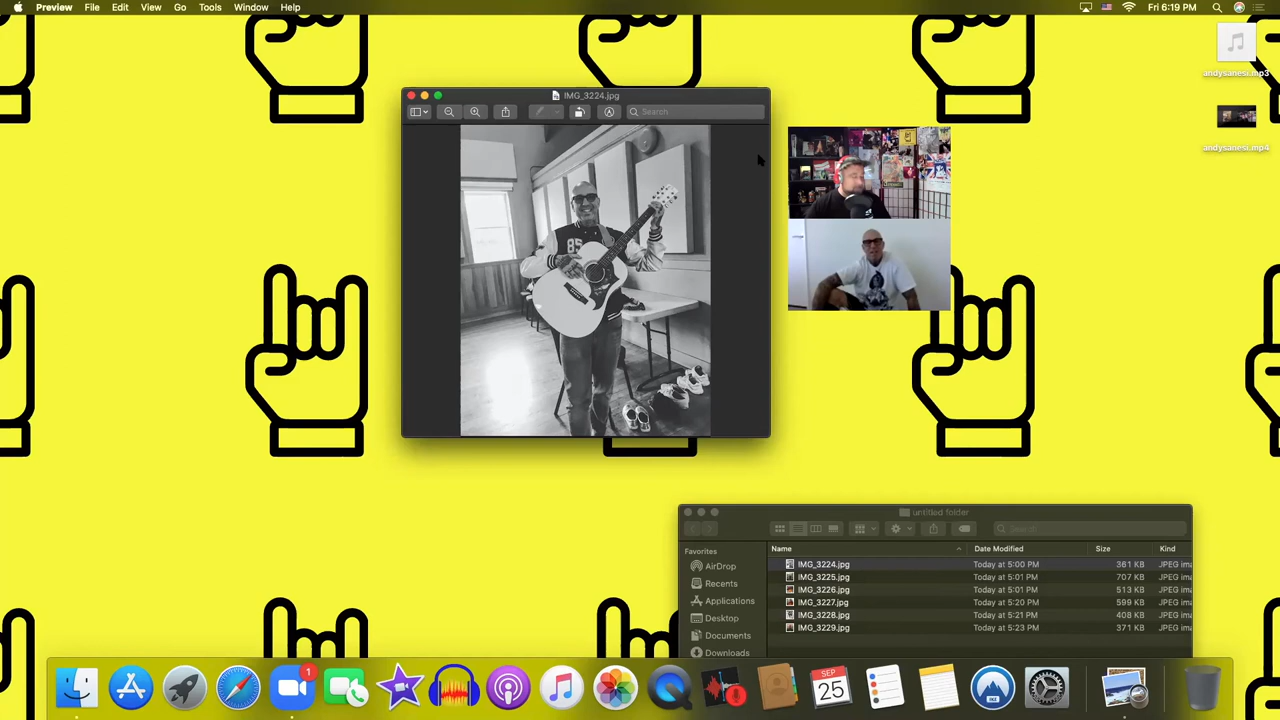 Preview File Edit View Go Tools Window Help
Fri 6:19 PM
IMG_3224.jpg
Search
85
andysanesi.mp3
andysanesi.mp4
untitled folder
Search
Favorites
AirDrop
Recents
Applications
Desktop
Documents
Downloads
Name Date Modified Size Kind
IMG_3224.jpg Today at 5:00 PM 381 KB JPEG ima
IMG_3225.jpg Today at 5:01 PM 707 KB JPEG ima
IMG_3226.jpg Today at 5:01 PM 513 KB JPEG ima
IMG_3227.jpg Today at 5:20 PM 599 KB JPEG ima
IMG_3228.jpg Today at 5:21 PM 408 KB JPEG ima
IMG_3229.jpg Today at 5:23 PM 371 KB JPEG ima
1
SEP
25